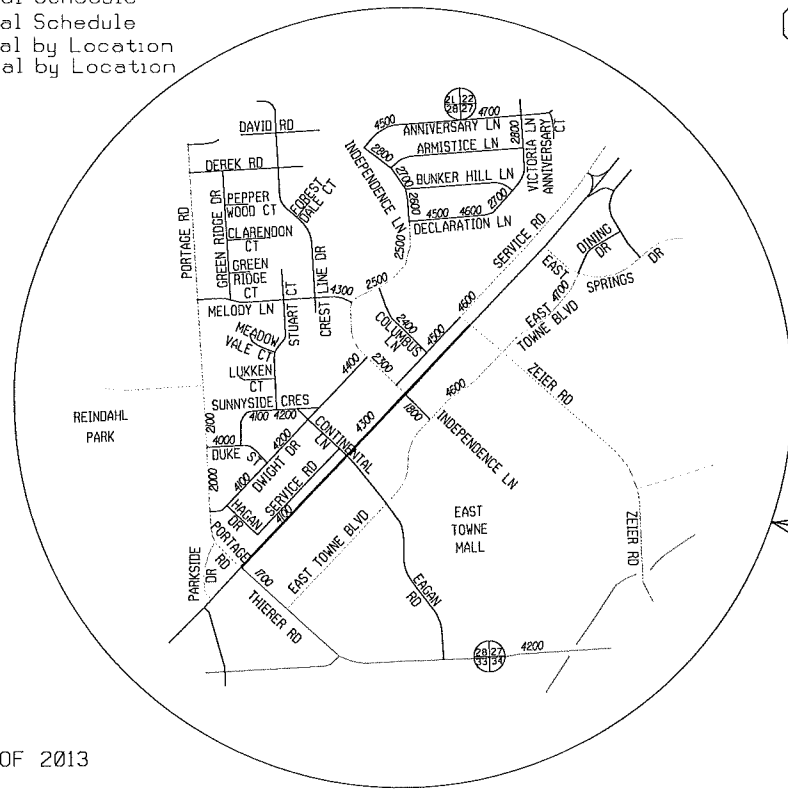 al Schedule
al Schedule
al by Location
al by Location
21 22
28 27
4700
4500
ANNIVERSARY LN
ARMISTICE LN
2800
VICTORIA LN
ANNIVERSARY
CT
DAVID RD
DEREK RD
INDEPENDENCE LN
2800
2700
BUNKER HILL LN
2600
2700
4500 4600
DECLARATION LN
2500
PORTAGE RD
GREEN RIDGE DR
PEPPER
WOOD CT
CLARENDON
CT
GREEN
RIDGE
CT
FOREST
DALE CT
SERVICE RD
DINING
DR
EAST
SPRINGS
DR
4700
EAST
TOWNE BLVD
4300
2500
MELODY LN
STUART CT
CREST LINE DR
MEADOW
VALE CT
LUKKEN
CT
SUNNYSIDE CRES
2400
COLUMBUS
LN
4500
4600
4400
2300
4600
ZEIER RD
REINDAHL
PARK
2100
4100 4200
4000
DUKE ST
2000
4200
4100
DWIGHT DR
CONTINENTAL
LN
4300
1800
INDEPENDENCE LN
HAGAN
DR
SERVICE RD
4100
EAST
TOWNE
MALL
ZEIER RD
PORTAGE
RD
PARKSIDE
DR
1700
THIERER RD
EAST TOWNE BLVD
EAGAN
RD
28 27
33 34
4200
OF 2013